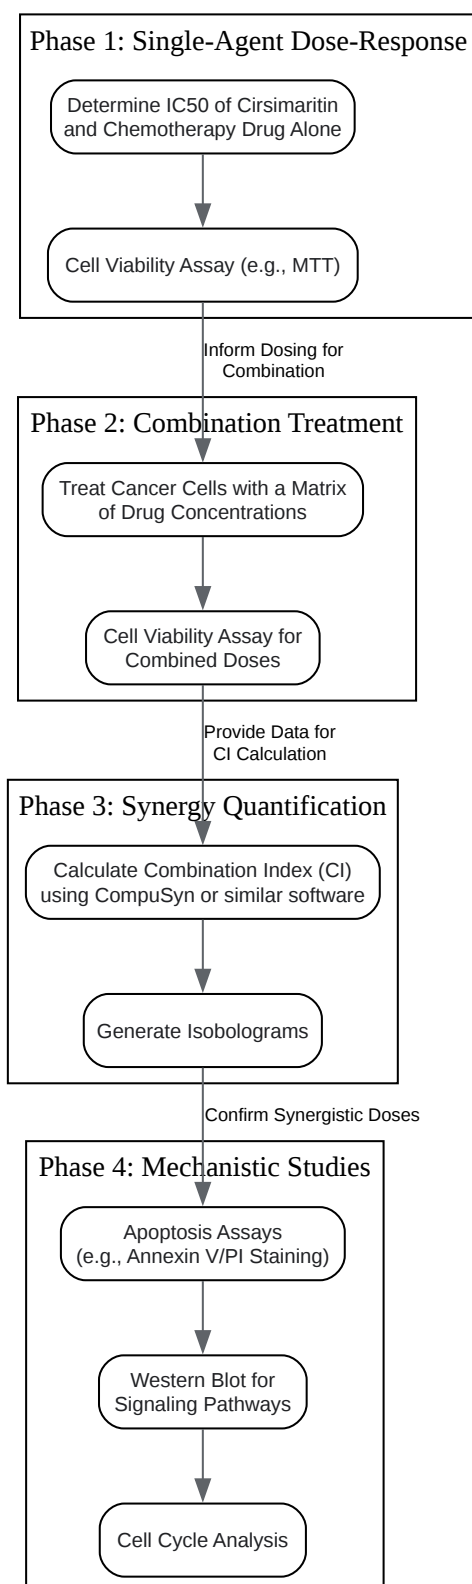 Phase 1: Single-Agent Dose-Response
Determine IC50 of Cirsimaritin
and Chemotherapy Drug Alone
Cell Viability Assay (e.g., MTT)
Inform Dosing for
Combination
Phase 2: Combination Treatment
Treat Cancer Cells with a Matrix
of Drug Concentrations
Cell Viability Assay for
Combined Doses
Provide Data for
CI Calculation
Phase 3: Synergy Quantification
Calculate Combination Index (CI)
using CompuSyn or similar software
Generate Isobolograms
Confirm Synergistic Doses
Phase 4: Mechanistic Studies
Apoptosis Assays
(e.g., Annexin V/PI Staining)
Western Blot for
Signaling Pathways
Cell Cycle Analysis